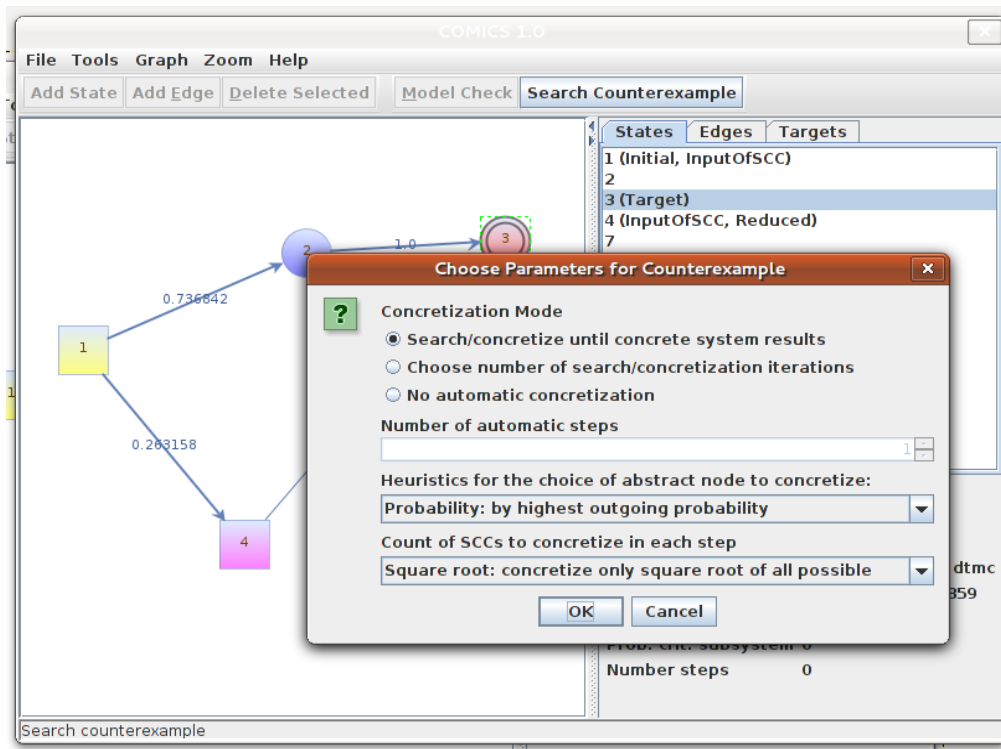 COMICS 1.0
File Tools Graph Zoom Help
Add State Add Edge Delete Selected Model Check Search Counterexample
States Edges Targets
1 (Initial, InputOfSCC)
2
3 (Target)
4 (InputOfSCC, Reduced)
7
2
1.0
3
0.736842
1
0.263158
4
Choose Parameters for Counterexample
?
Concretization Mode
Search/concretize until concrete system results
Choose number of search/concretization iterations
No automatic concretization
Number of automatic steps
1
Heuristics for the choice of abstract node to concretize:
Probability: by highest outgoing probability
Count of SCCs to concretize in each step
Square root: concretize only square root of all possible
OK Cancel
dtmc
859
Prob. crit. subsystem 0
Number steps 0
Search counterexample